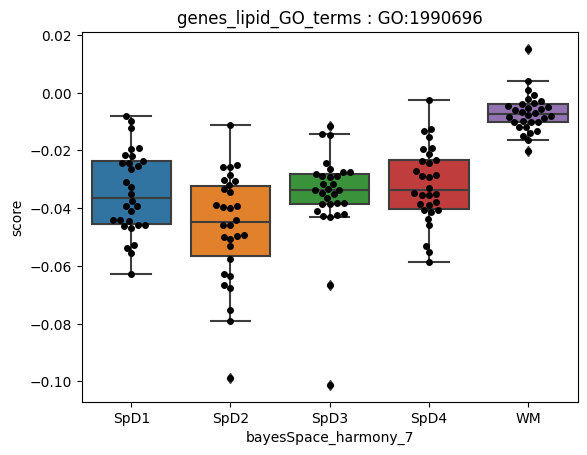 genes_lipid_GO_terms : GO:1990696
0.02
0.00
−0.02
−0.04
−0.06
−0.08
−0.10
score
SpD1 SpD2 SpD3 SpD4 WM
bayesSpace_harmony_7